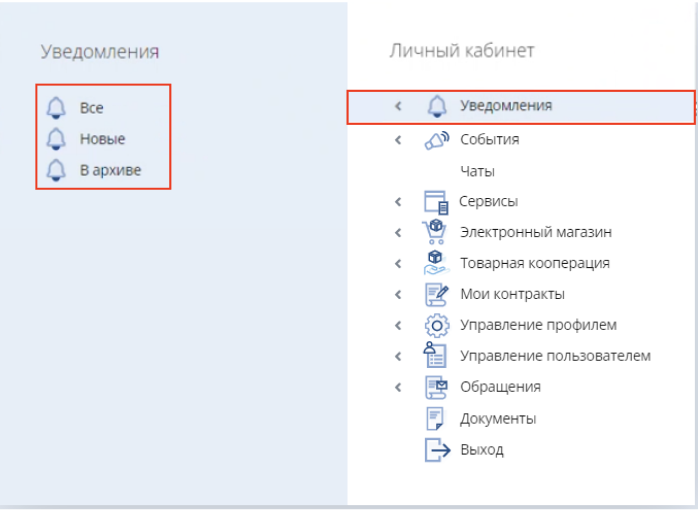 Уведомления
Все
Новые
В архиве
Личный кабинет
Уведомления
События
Чаты
Сервисы
Электронный магазин
Товарная кооперация
Мои контракты
Управление профилем
Управление пользователем
Обращения
Документы
Выход